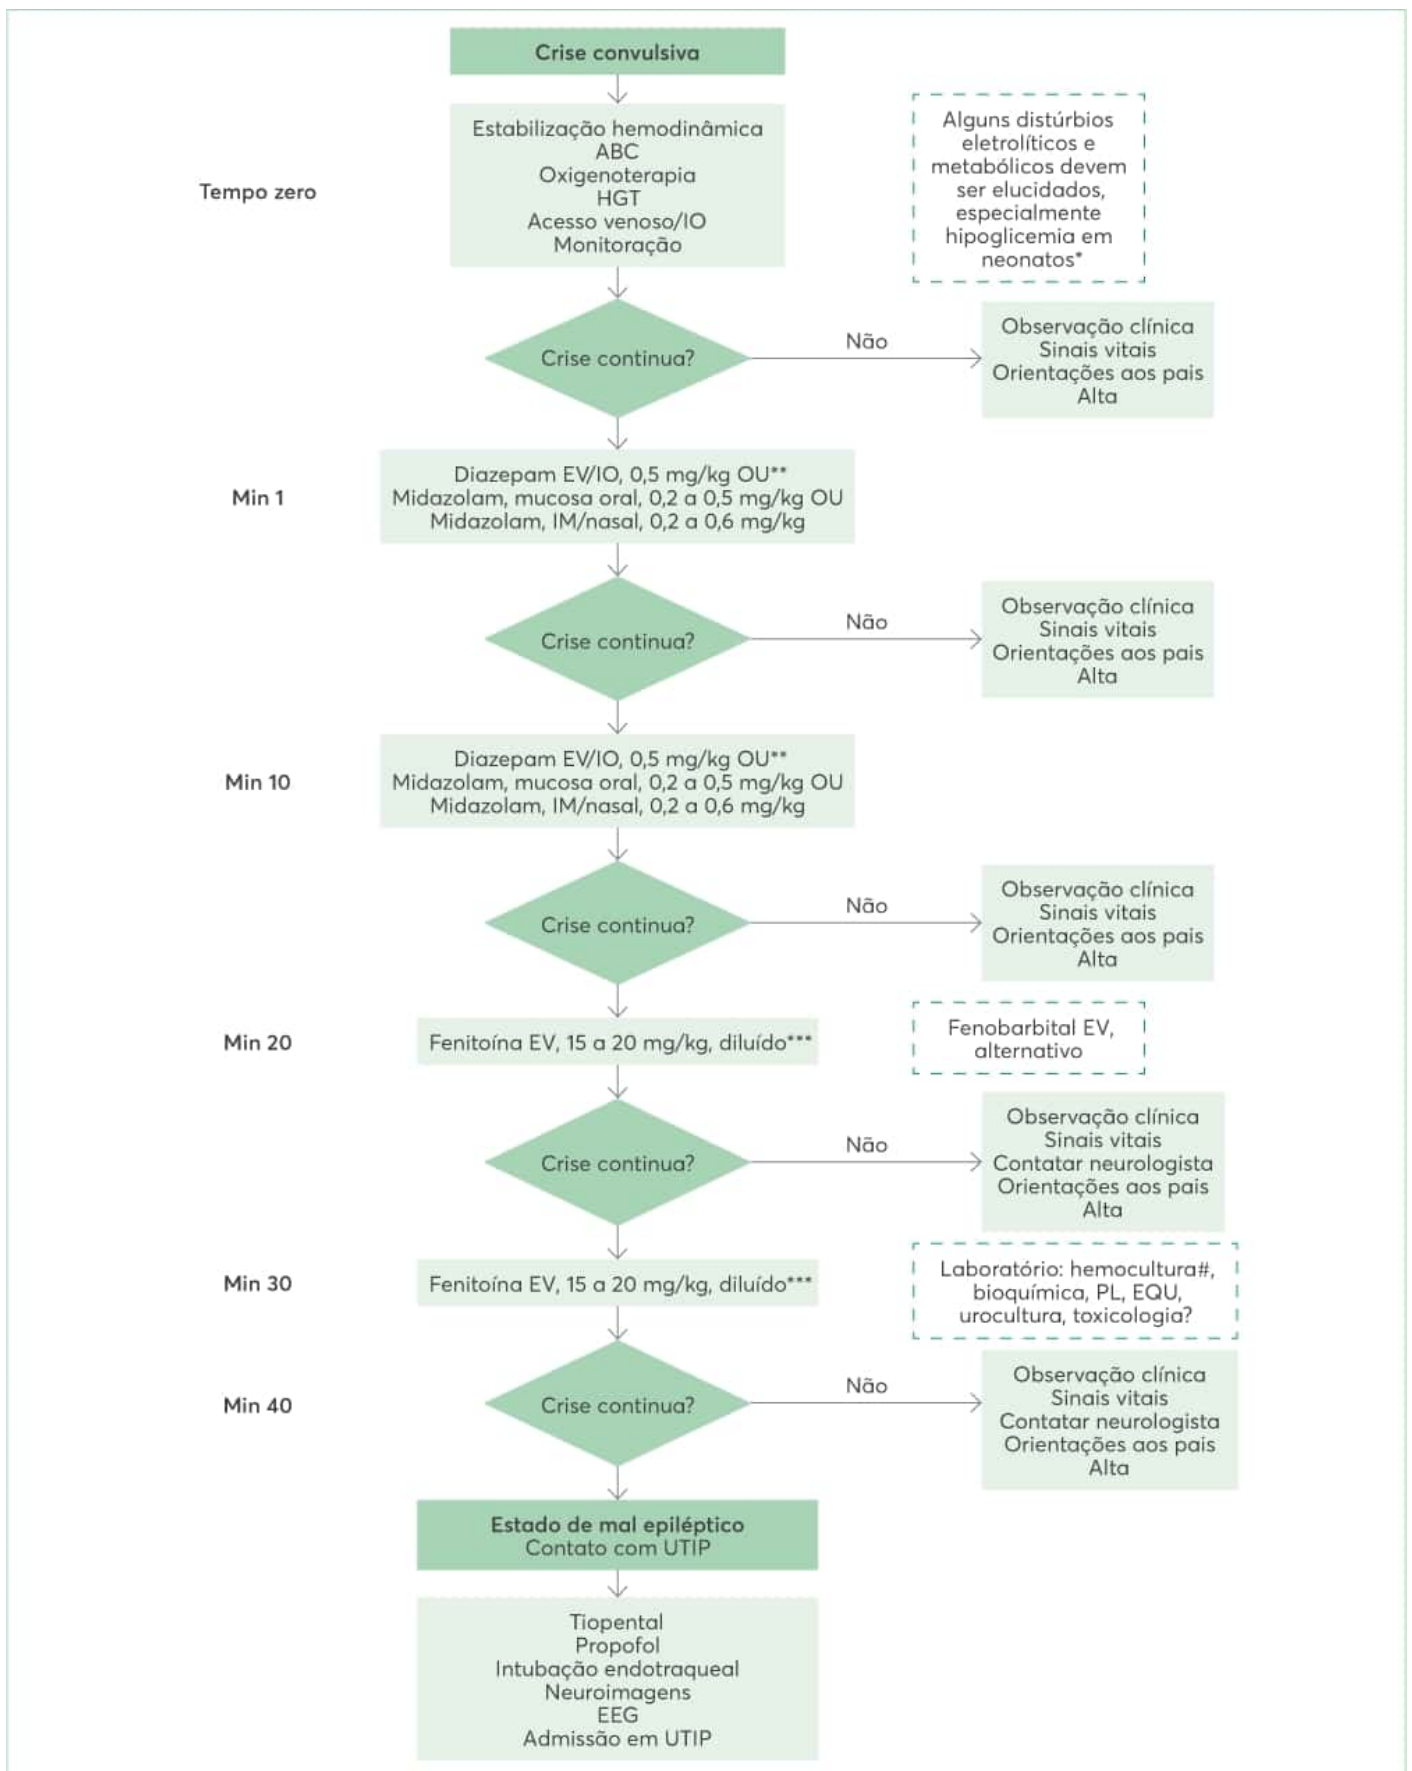 Crise convulsiva
Tempo zero
Estabilização hemodinâmica
ABC
Oxigenoterapia
HGT
Acesso venoso/IO
Monitoração
Alguns distúrbios
eletrolíticos e
metabólicos devem
ser elucidados,
especialmente
hipoglicemia em
neonatos*
Crise continua?
Não
Observação clínica
Sinais vitais
Orientações aos pais
Alta
Min 1
Diazepam EV/IO, 0,5 mg/kg OU**
Midazolam, mucosa oral, 0,2 a 0,5 mg/kg OU
Midazolam, IM/nasal, 0,2 a 0,6 mg/kg
Crise continua?
Não
Observação clínica
Sinais vitais
Orientações aos pais
Alta
Min 10
Diazepam EV/IO, 0,5 mg/kg OU**
Midazolam, mucosa oral, 0,2 a 0,5 mg/kg OU
Midazolam, IM/nasal, 0,2 a 0,6 mg/kg
Crise continua?
Não
Observação clínica
Sinais vitais
Orientações aos pais
Alta
Min 20
Fenitoína EV, 15 a 20 mg/kg, diluído***
Fenobarbital EV,
alternativo
Crise continua?
Não
Observação clínica
Sinais vitais
Contatar neurologista
Orientações aos pais
Alta
Min 30
Fenitoína EV, 15 a 20 mg/kg, diluído***
Laboratório: hemocultura#,
bioquímica, PL, EQU,
urocultura, toxicologia?
Min 40
Crise continua?
Não
Observação clínica
Sinais vitais
Contatar neurologista
Orientações aos pais
Alta
Estado de mal epiléptico
Contato com UTIP
Tiopental
Propofol
Intubação endotraqueal
Neuroimagens
EEG
Admissão em UTIP